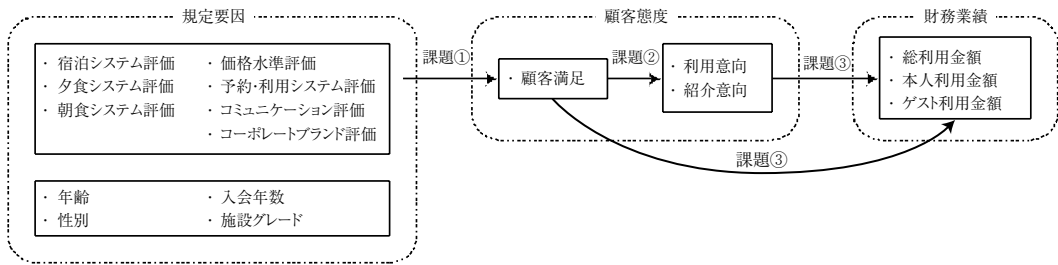 規定要因
・ 宿泊システム評価
・ 夕食システム評価
・ 朝食システム評価
・ 価格水準評価
・ 予約・利用システム評価
・ コミュニケーション評価
・ コーポレートブランド評価
・ 年齢
・ 性別
・ 入会年数
・ 施設グレード
課題①
顧客態度
・ 顧客満足
課題②
・ 利用意向
・ 紹介意向
課題③
課題③
財務業績
・ 総利用金額
・ 本人利用金額
・ ゲスト利用金額